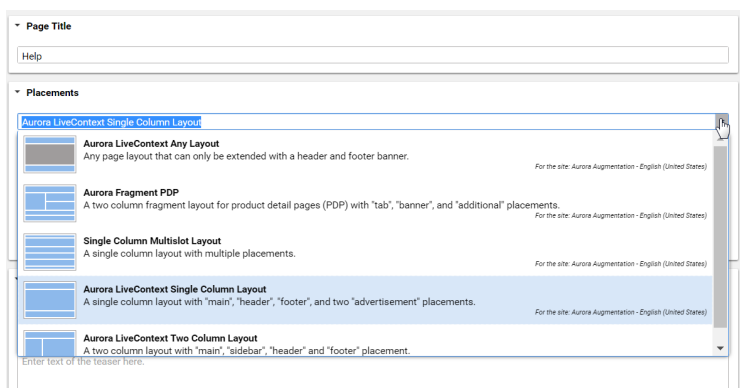 Page Title
Help
Placements
Aurora LiveContext Single Column Layout
Aurora LiveContext Any Layout
Any page layout that can only be extended with a header and footer banner.
For the site: Aurora Augmentation - English (United States)
Aurora Fragment PDP
A two column fragment layout for product detail pages (PDP) with "tab", "banner", and "additional" placements.
For the site: Aurora Augmentation - English (United States)
Single Column Multislot Layout
A single column layout with multiple placements.
For the site: Aurora Augmentation - English (United States)
Aurora LiveContext Single Column Layout
A single column layout with "main", "header", "footer", and two "advertisement" placements.
For the site: Aurora Augmentation - English (United States)
Aurora LiveContext Two Column Layout
A two column layout with "main", "sidebar", "header" and "footer" placement.
Enter text of the teaser here.